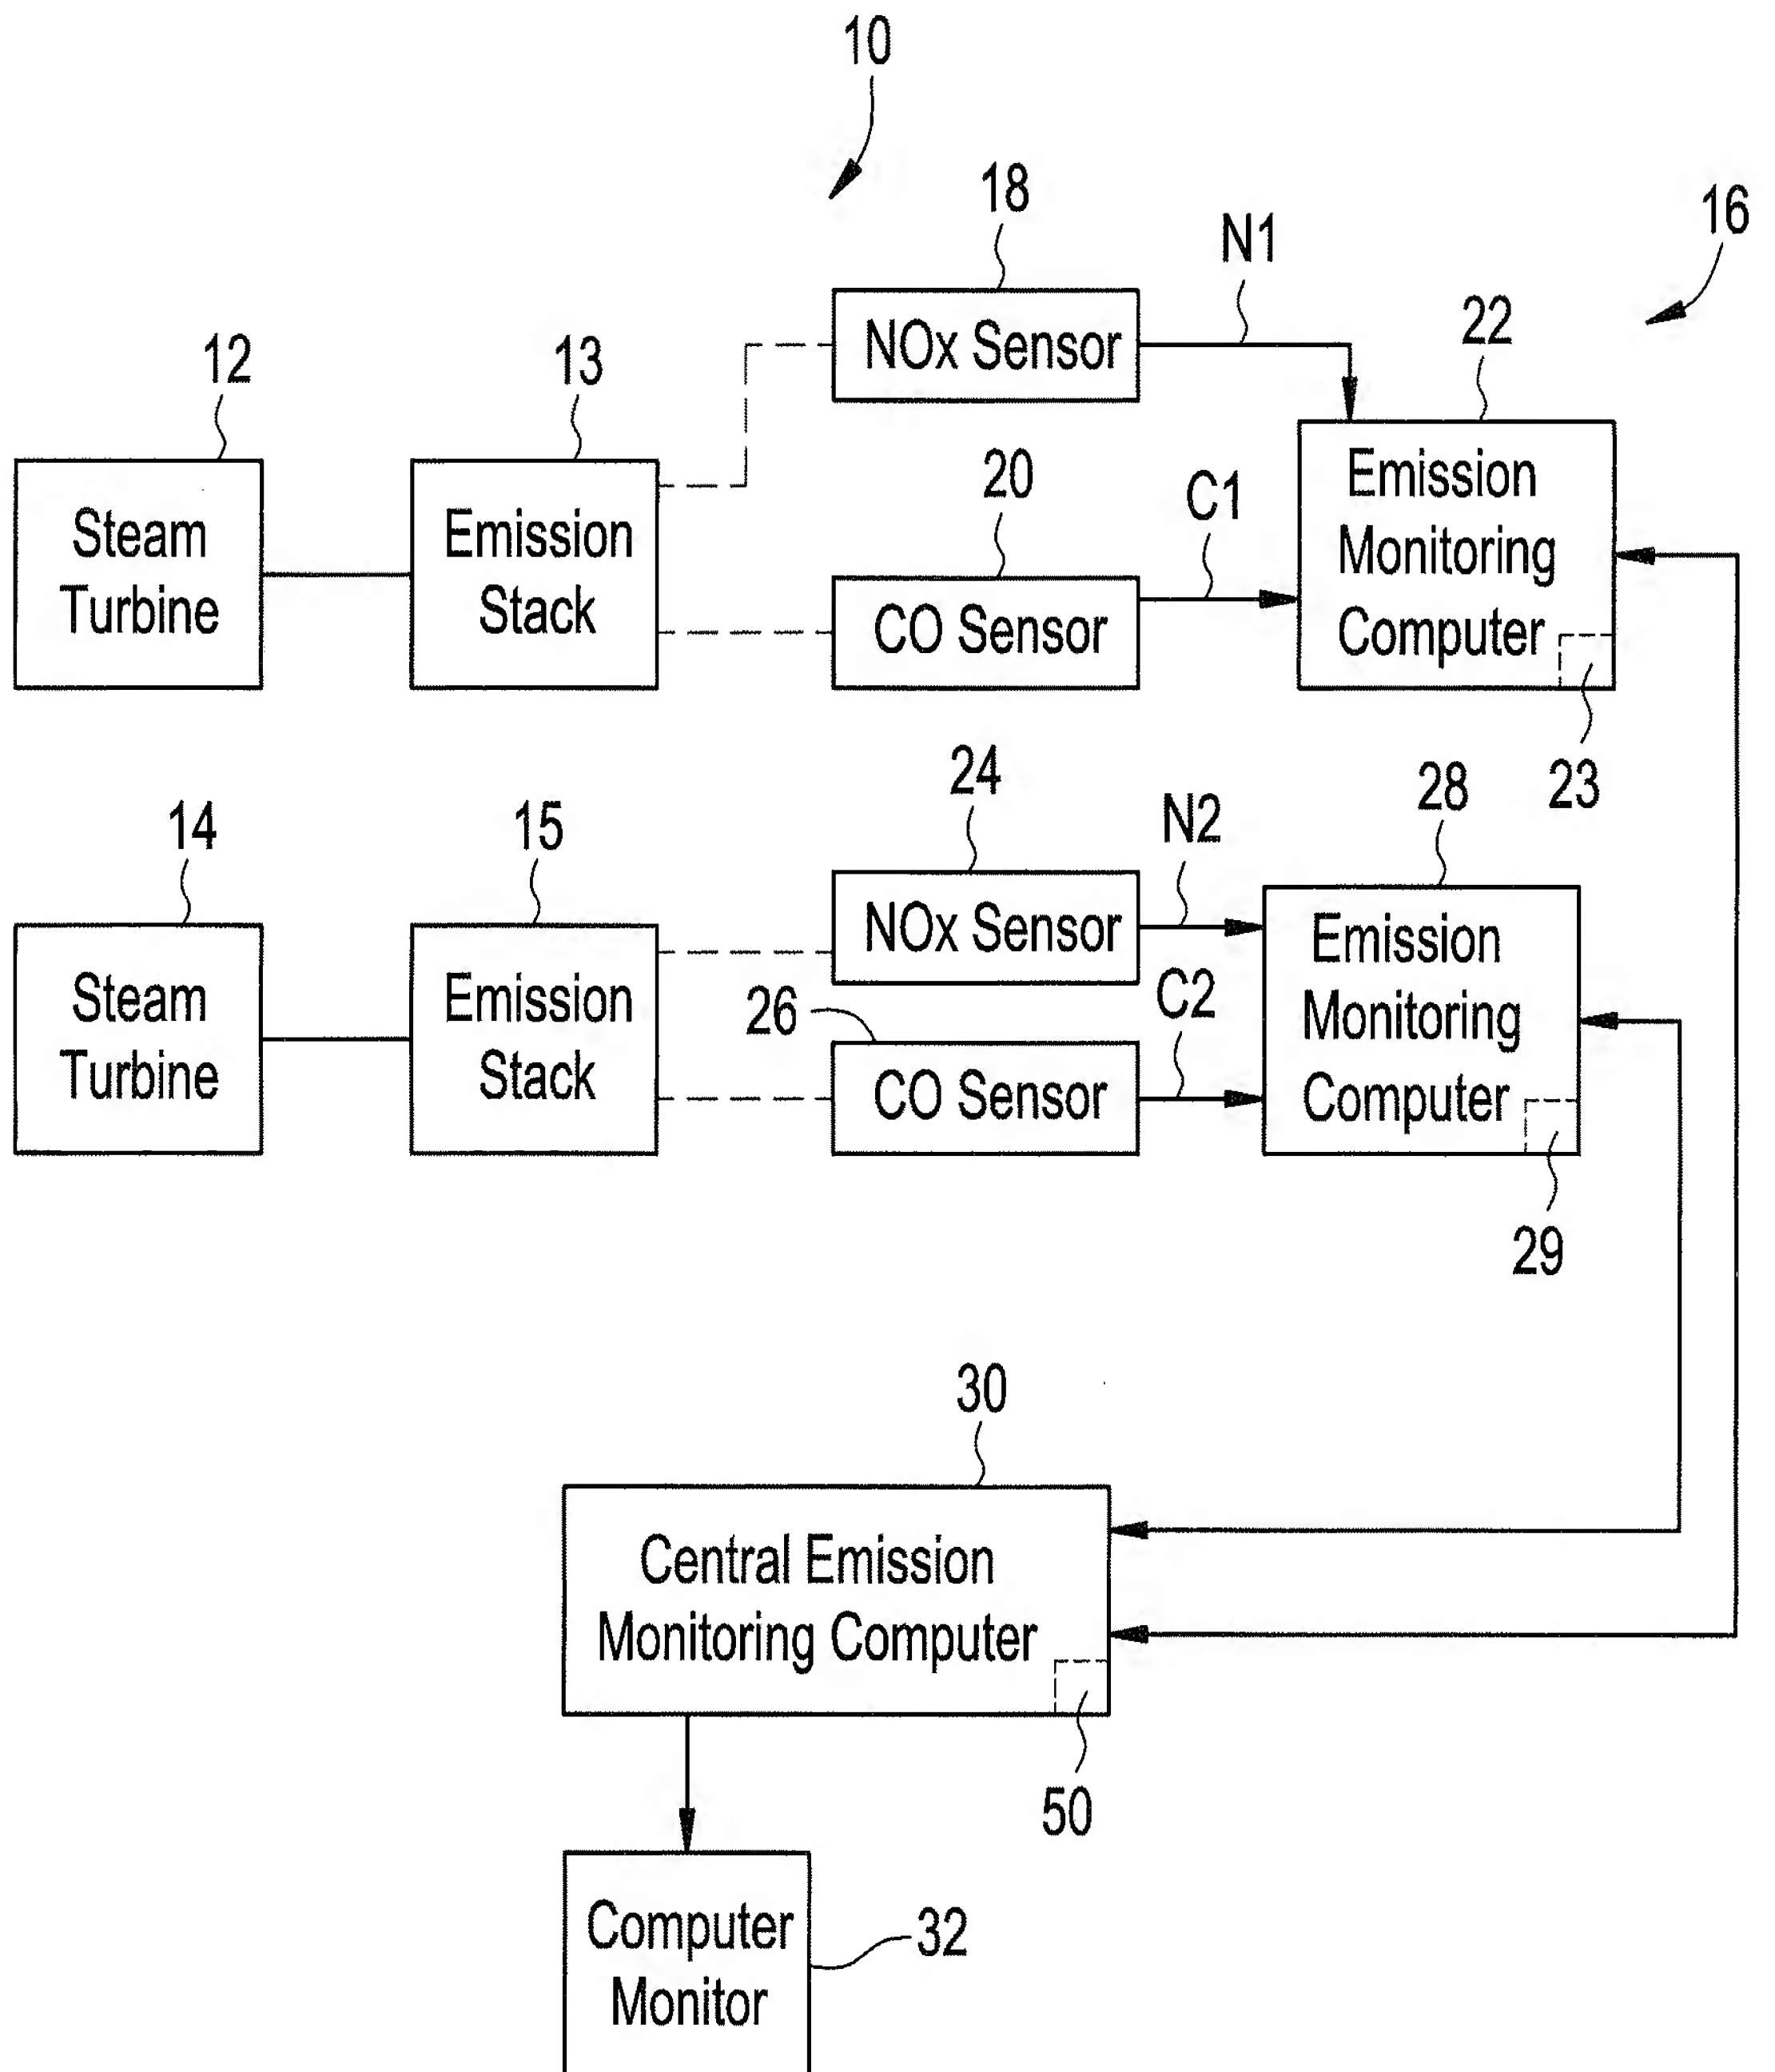 10
18
N1
16
12
13
NOx Sensor
22
Steam
Turbine
Emission
Stack
20
C1
CO Sensor
Emission
Monitoring
Computer
23
14
15
24
N2
28
Steam
Turbine
Emission
Stack
NOx Sensor
26
C2
CO Sensor
Emission
Monitoring
Computer
29
30
Central Emission
Monitoring Computer
50
Computer
Monitor
32